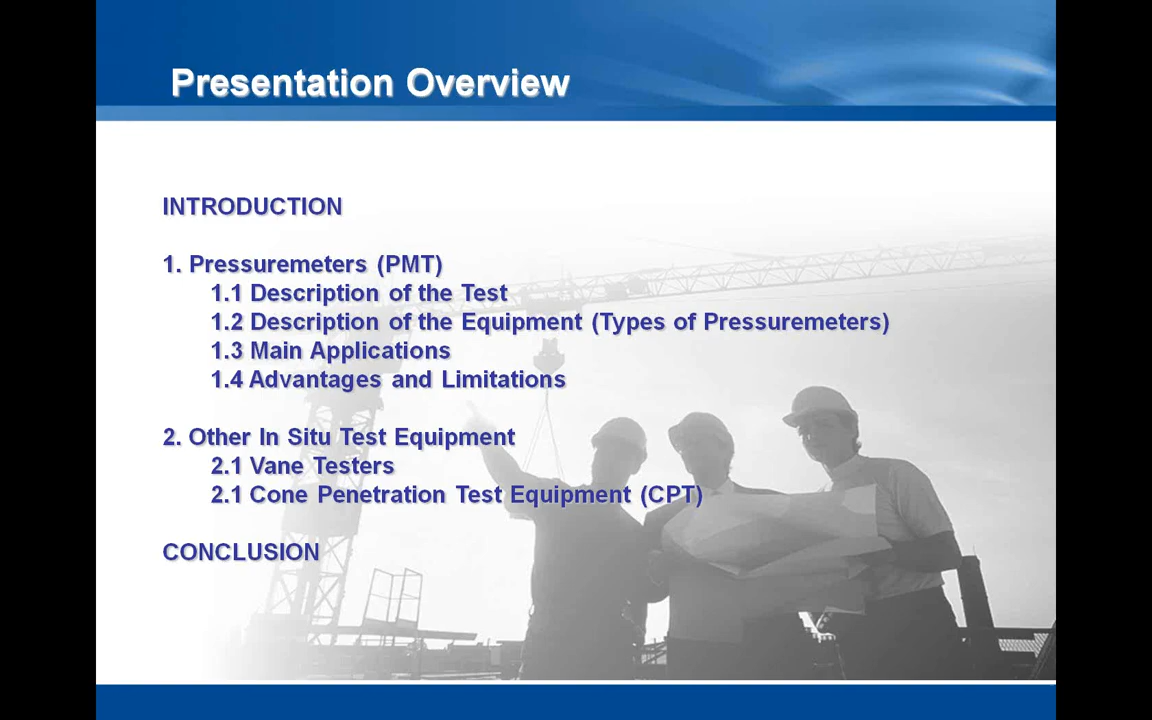 Presentation Overview
INTRODUCTION
1. Pressuremeters (PMT)
1.1 Description of the Test
1.2 Description of the Equipment (Types of Pressuremeters)
1.3 Main Applications
1.4 Advantages and Limitations
2. Other In Situ Test Equipment
2.1 Vane Testers
2.1 Cone Penetration Test Equipment (CPT)
CONCLUSION